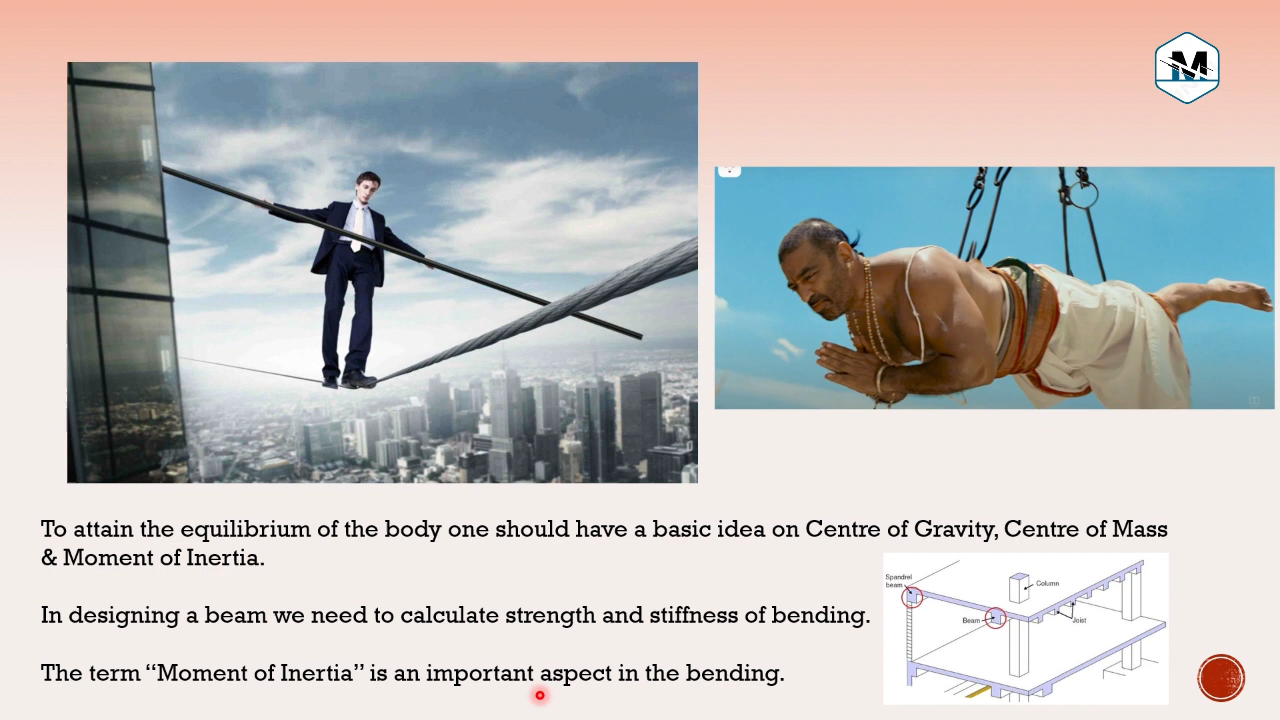 M
To attain the equilibrium of the body one should have a basic idea on Centre of Gravity, Centre of Mass
& Moment of Inertia.
Spandrel
beam
Column
In designing a beam we need to calculate strength and stiffness of bending.
Beam
Joist
The term “Moment of Inertia” is an important aspect in the bending.